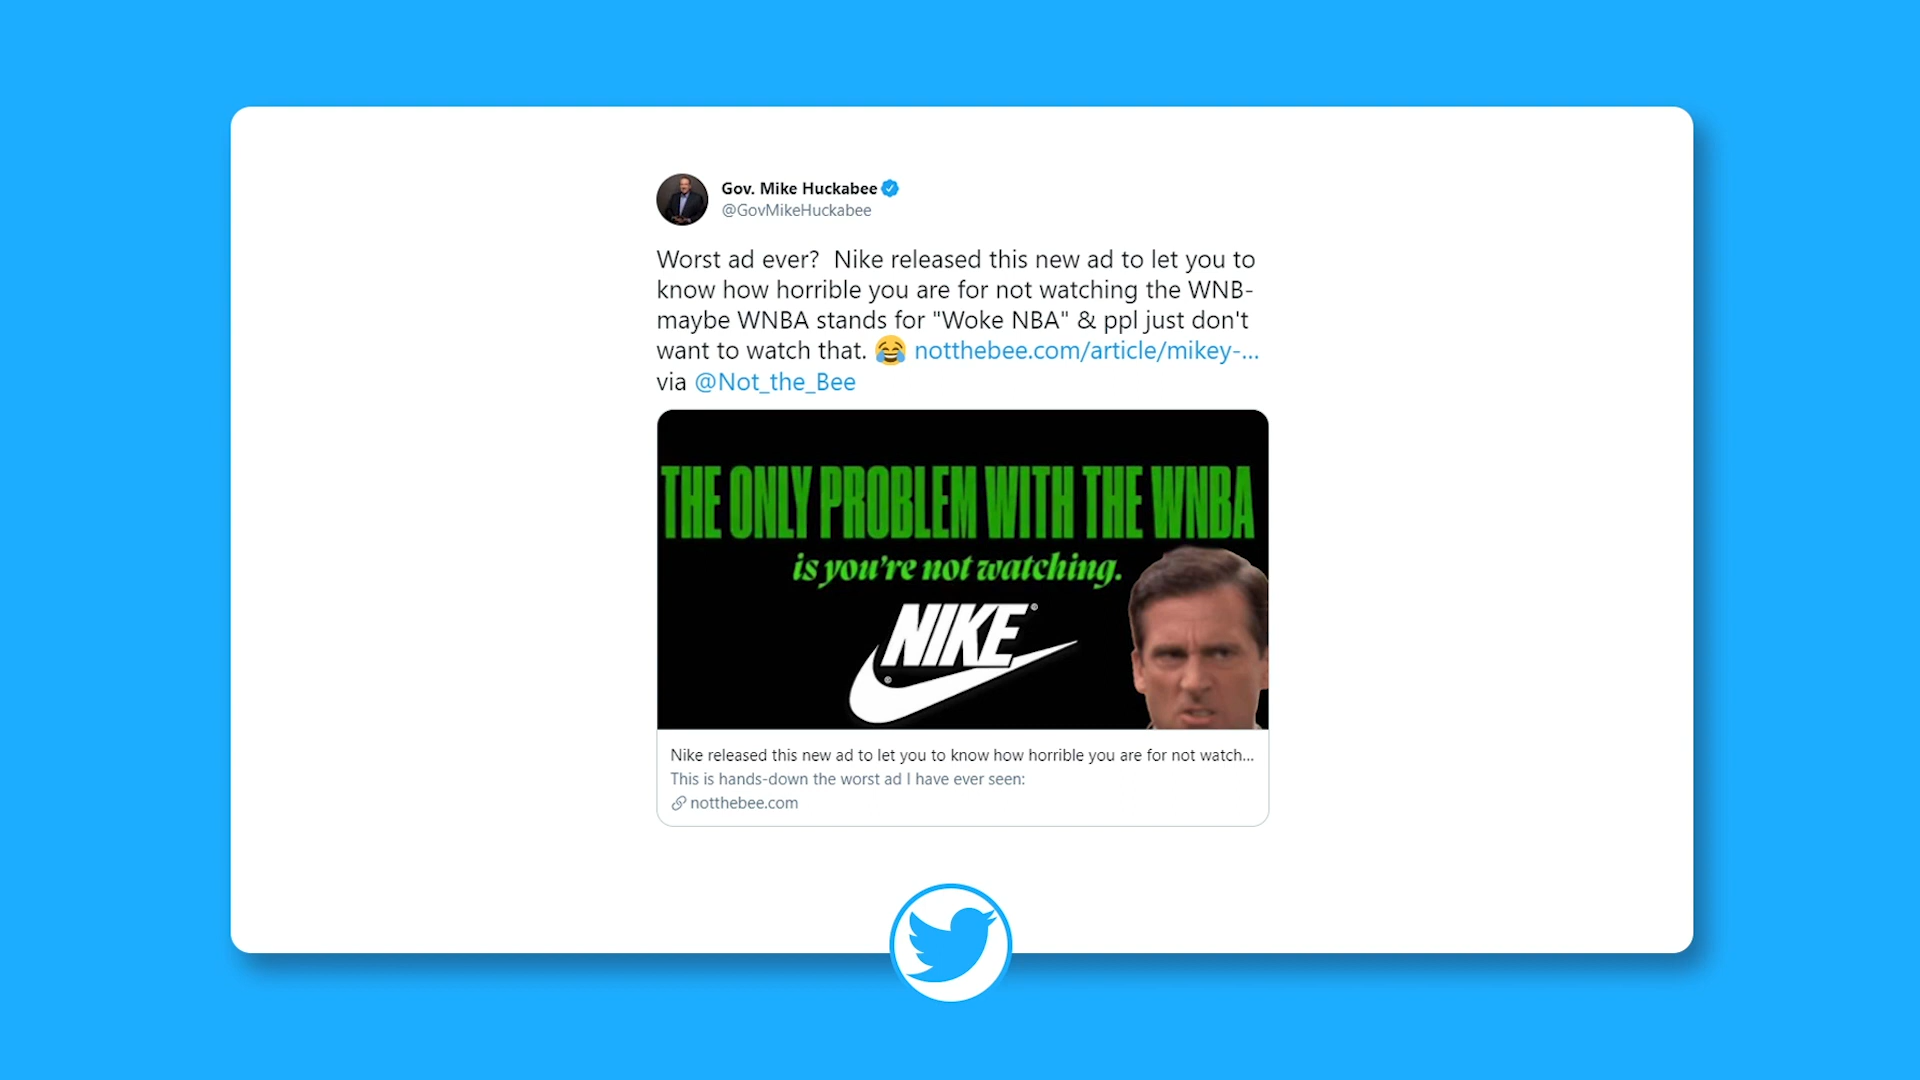 Gov. Mike Huckabee
@GovMikeHuckabee
Worst ad ever?  Nike released this new ad to let you to
know how horrible you are for not watching the WNB-
maybe WNBA stands for "Woke NBA" & ppl just don't
want to watch that. 😂 notthebee.com/article/mikey-...
via @Not_the_Bee
THE ONLY PROBLEM WITH THE WNBA
is you're not watching.
NIKE®
®
Nike released this new ad to let you to know how horrible you are for not watch...
This is hands-down the worst ad I have ever seen:
notthebee.com